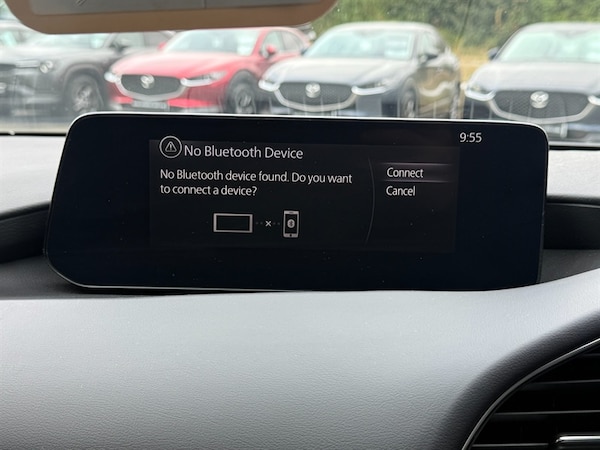 9:55
No Bluetooth Device
No Bluetooth device found. Do you want
to connect a device?
Connect
Cancel